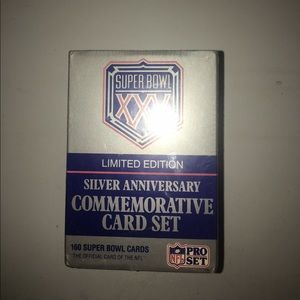 SUPER BOWL
XXV
LIMITED EDITION
SILVER ANNIVERSARY
COMMEMORATIVE
CARD SET
160 SUPER BOWL CARDS
"THE OFFICIAL CARD OF THE NFL"
NFL
PRO
SET